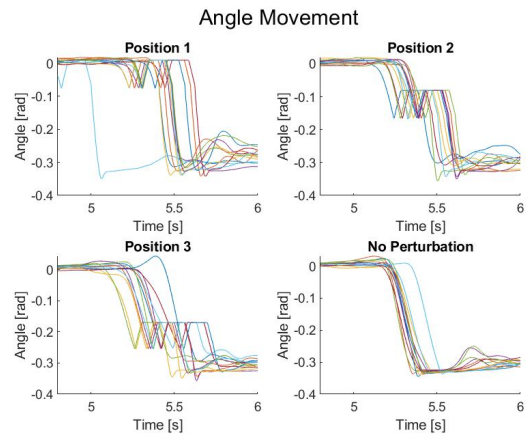 Angle Movement
Position 1
Position 2
0
-0.1
-0.2
-0.3
-0.4
Angle [rad]
5
5.5
6
Time [s]
0
-0.1
-0.2
-0.3
-0.4
Angle [rad]
5
5.5
6
Time [s]
Position 3
No Perturbation
0
-0.1
-0.2
-0.3
-0.4
Angle [rad]
5
5.5
6
Time [s]
0
-0.1
-0.2
-0.3
-0.4
Angle [rad]
5
5.5
6
Time [s]